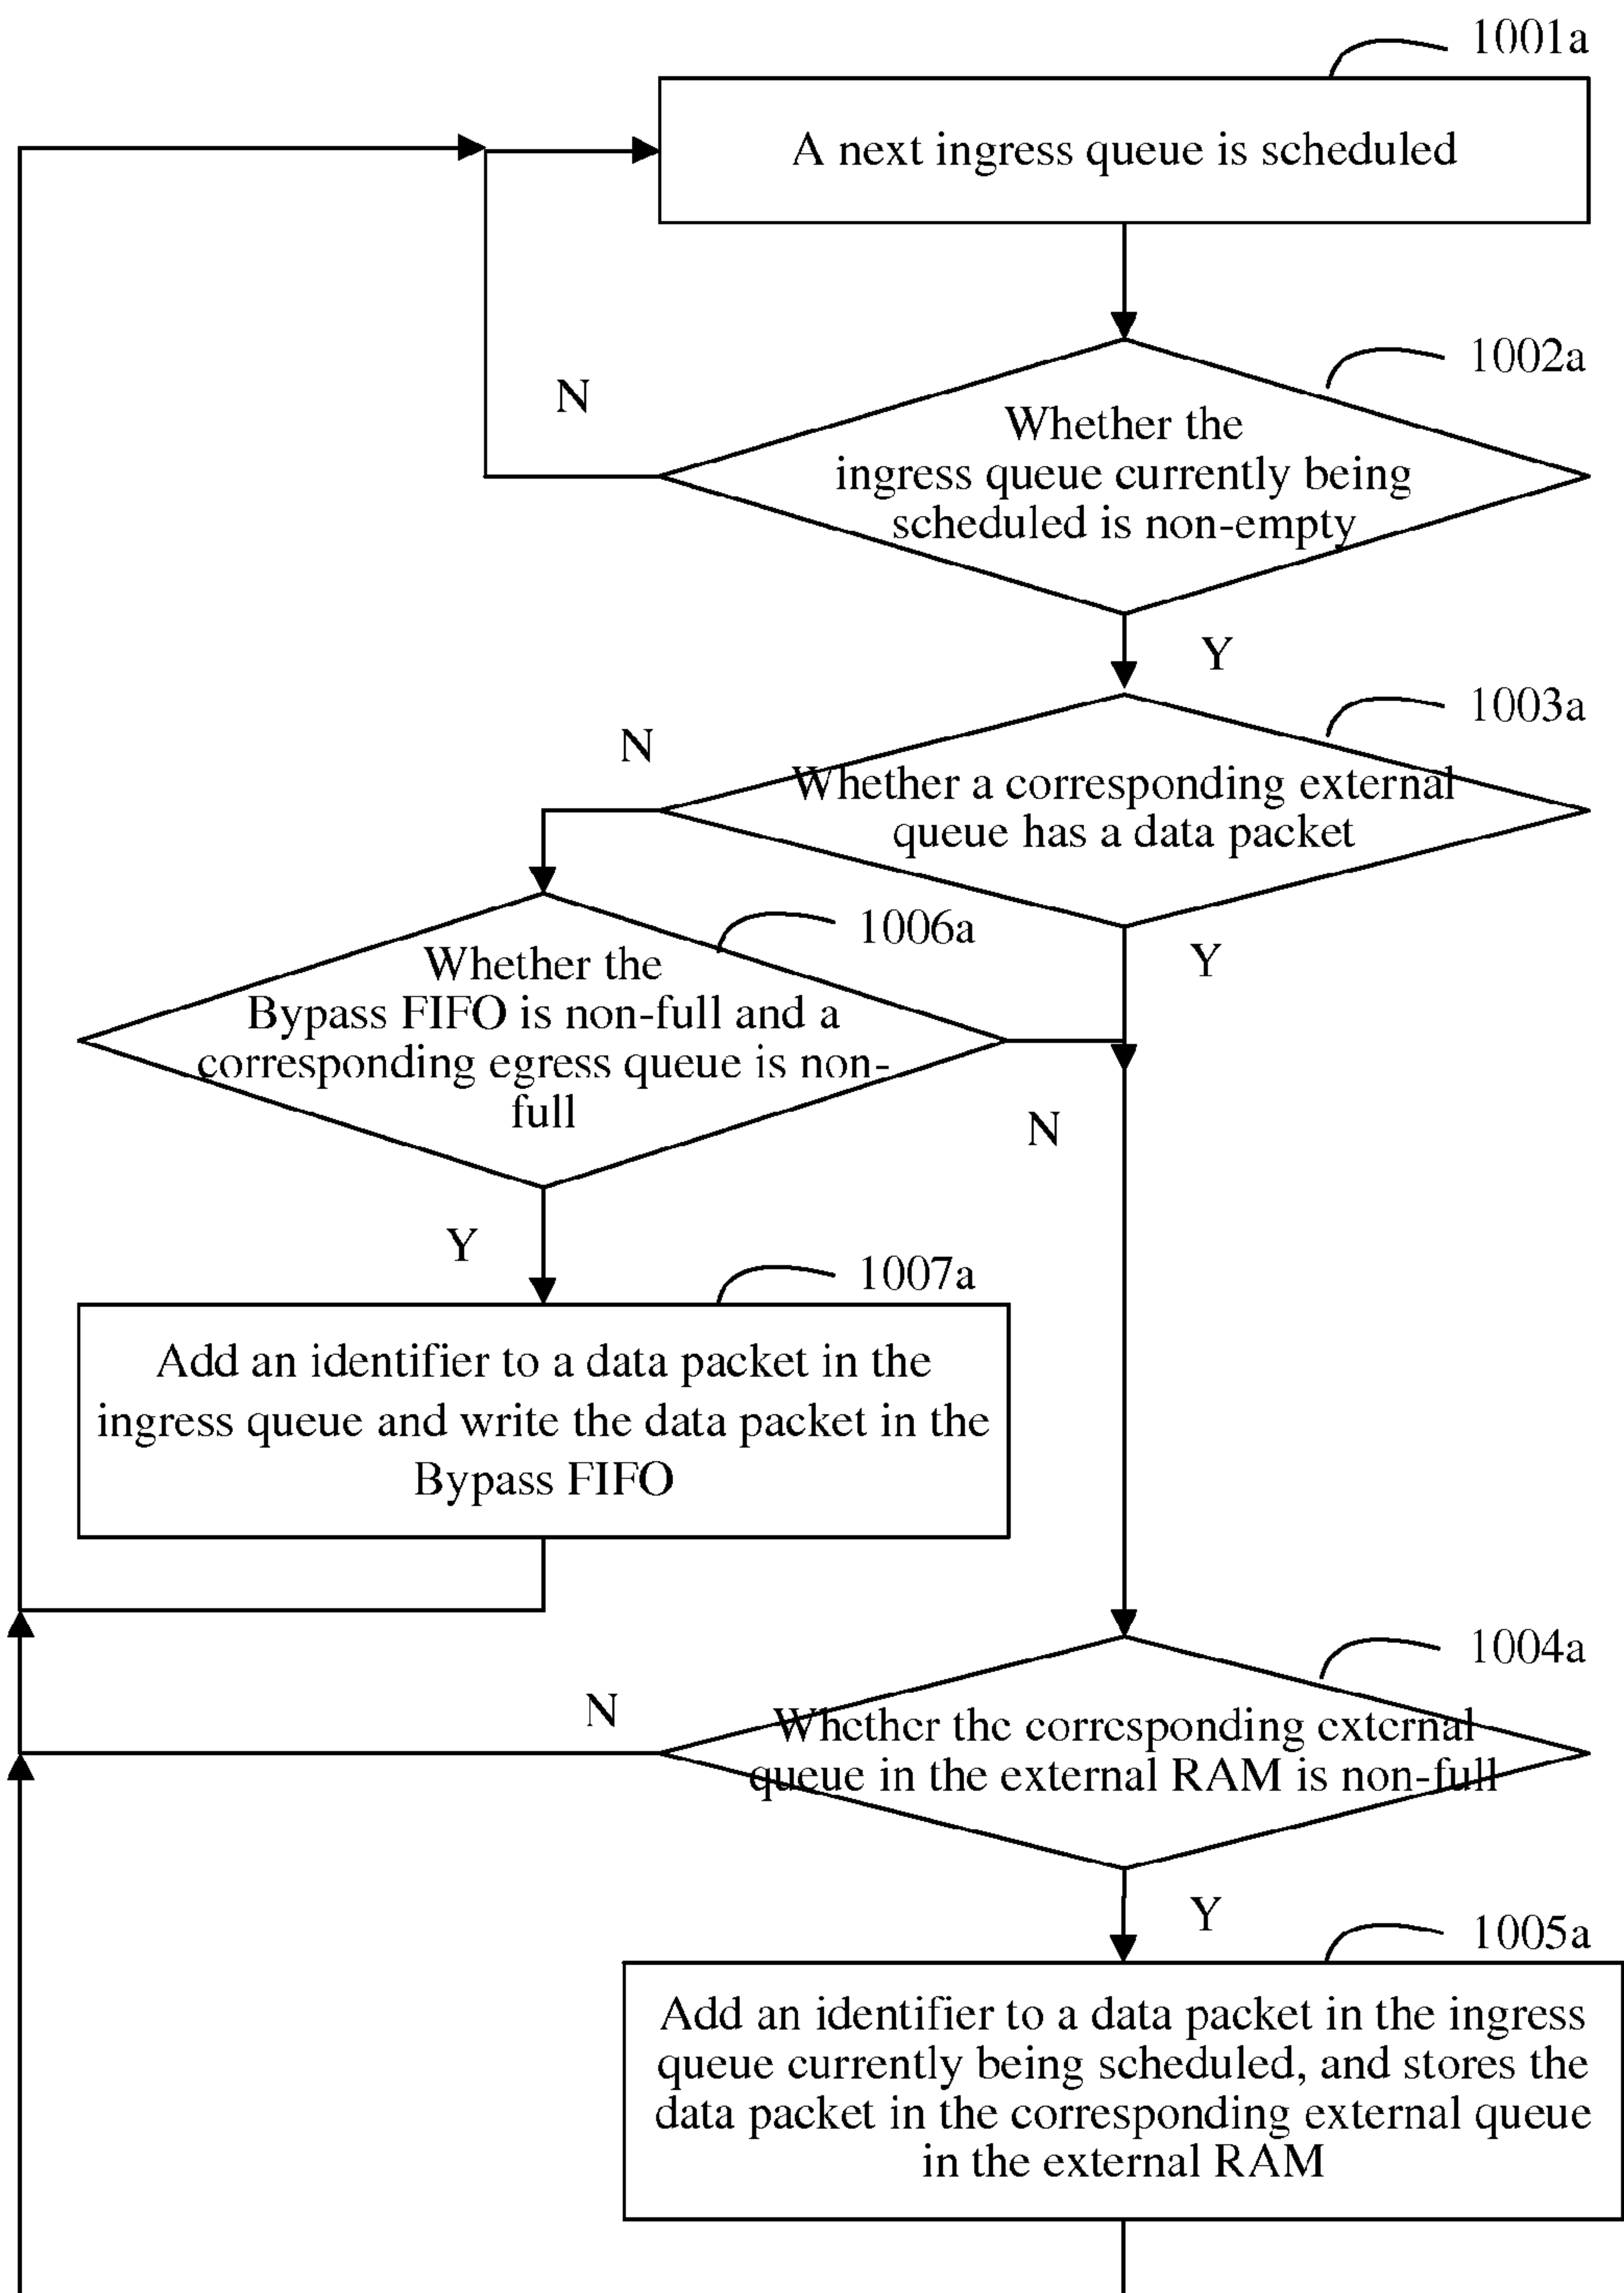 1001a
A next ingress queue is scheduled
1002a
N
Whether the
ingress queue currently being
scheduled is non-empty
Y
1003a
N
Whether a corresponding external
queue has a data packet
1006a
Y
Whether the
Bypass FIFO is non-full and a
corresponding egress queue is non-
full
N
Y
1007a
Add an identifier to a data packet in the
ingress queue and write the data packet in the
Bypass FIFO
1004a
N
Whether the corresponding external
queue in the external RAM is non-full
Y
1005a
Add an identifier to a data packet in the ingress
queue currently being scheduled, and stores the
data packet in the corresponding external queue
in the external RAM